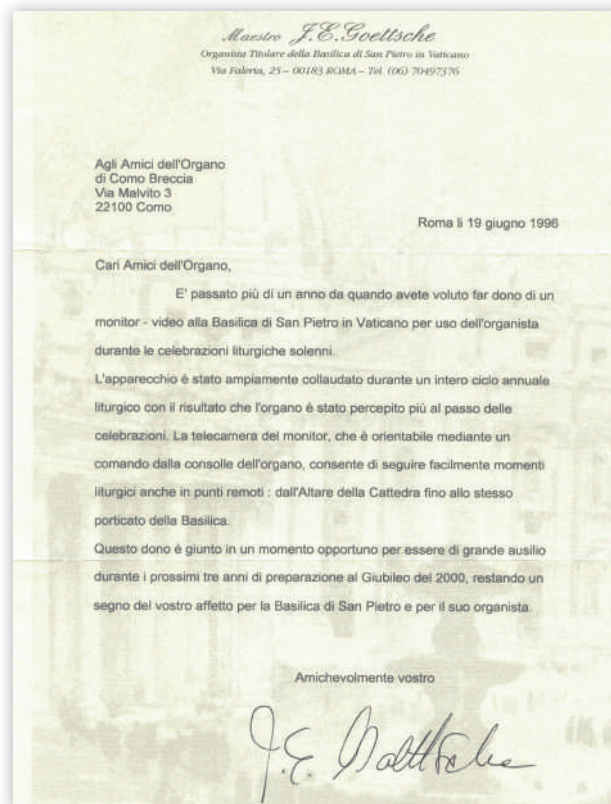 Maestro J.E.Goettsche
Organista Titolare della Basilica di San Pietro in Vaticano
Via Faleria, 25 – 00183 ROMA – Tel. (06) 70497376
Agli Amici dell'Organo
di Como Breccia
Via Malvito 3
22100 Como
Roma li 19 giugno 1996
Cari Amici dell'Organo,
E' passato più di un anno da quando avete voluto far dono di un
monitor - video alla Basilica di San Pietro in Vaticano per uso dell'organista
durante le celebrazioni liturgiche solenni.
L'apparecchio è stato ampiamente collaudato durante un intero ciclo annuale
liturgico con il risultato che l'organo è stato percepito più al passo delle
celebrazioni. La telecamera del monitor, che è orientabile mediante un
comando dalla consolle dell'organo, consente di seguire facilmente momenti
liturgici anche in punti remoti : dall'Altare della Cattedra fino allo stesso
porticato della Basilica.
Questo dono è giunto in un momento opportuno per essere di grande ausilio
durante i prossimi tre anni di preparazione al Giubileo del 2000, restando un
segno del vostro affetto per la Basilica di San Pietro e per il suo organista.
Amichevolmente vostro
J.E. Goettsche